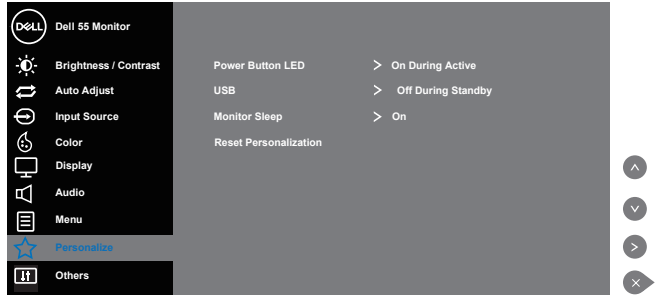 DELL Dell 55 Monitor
Brightness / Contrast Power Button LED > On During Active
Auto Adjust USB > Off During Standby
Input Source Monitor Sleep > On
Color Reset Personalization
Display
Audio
Menu
Personalize
Others